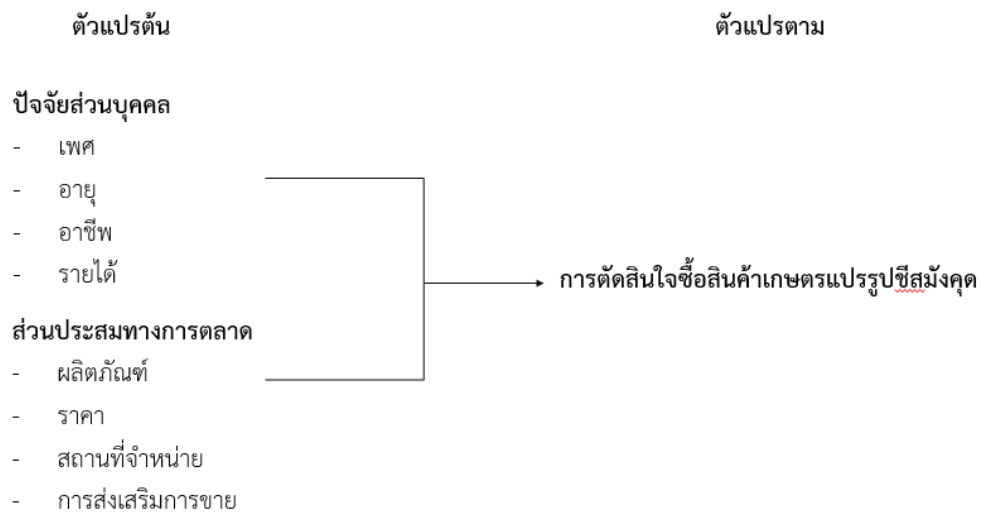 ตัวแปรต้น
ตัวแปรตาม
ปัจจัยส่วนบุคคล
- เพศ
- อายุ
- อาชีพ
- รายได้
การตัดสินใจซื้อสินค้าเกษตรแปรรูปชีสมังคุด
ส่วนประสมทางการตลาด
- ผลิตภัณฑ์
- ราคา
- สถานที่จำหน่าย
- การส่งเสริมการขาย